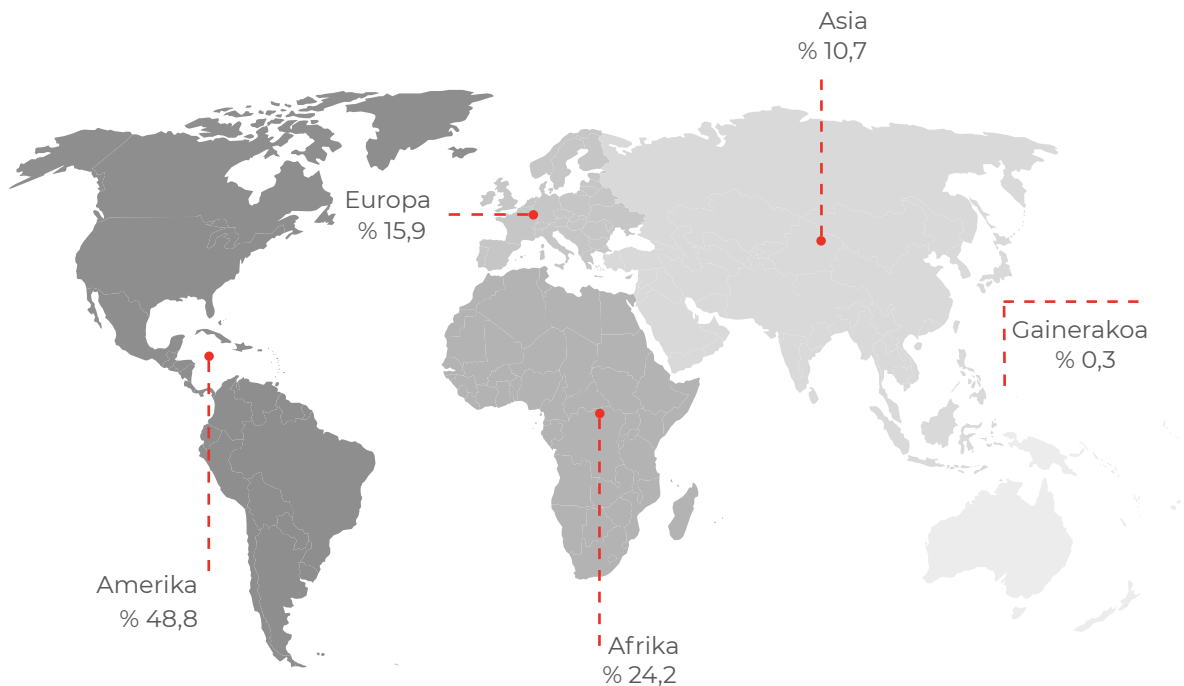 Asia
% 10,7
Europa
% 15,9
Gainerakoa
% 0,3
Amerika
% 48,8
Afrika
% 24,2